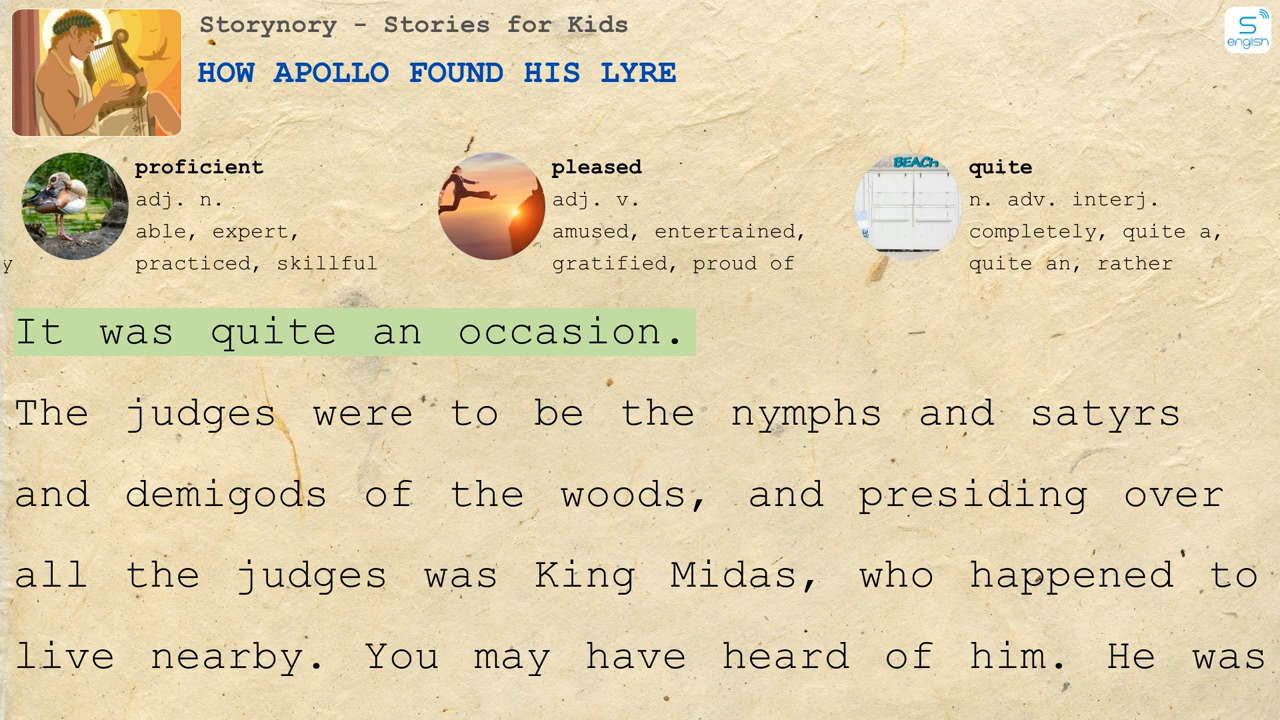 Storynory - Stories for Kids
HOW APOLLO FOUND HIS LYRE
S
english
proficient
adj. n.
able, expert,
practiced, skillful
pleased
adj. v.
amused, entertained,
gratified, proud of
BEACH
quite
n. adv. interj.
completely, quite a,
quite an, rather
y
It was quite an occasion.
The judges were to be the nymphs and satyrs
and demigods of the woods, and presiding over
all the judges was King Midas, who happened to
live nearby. You may have heard of him. He was